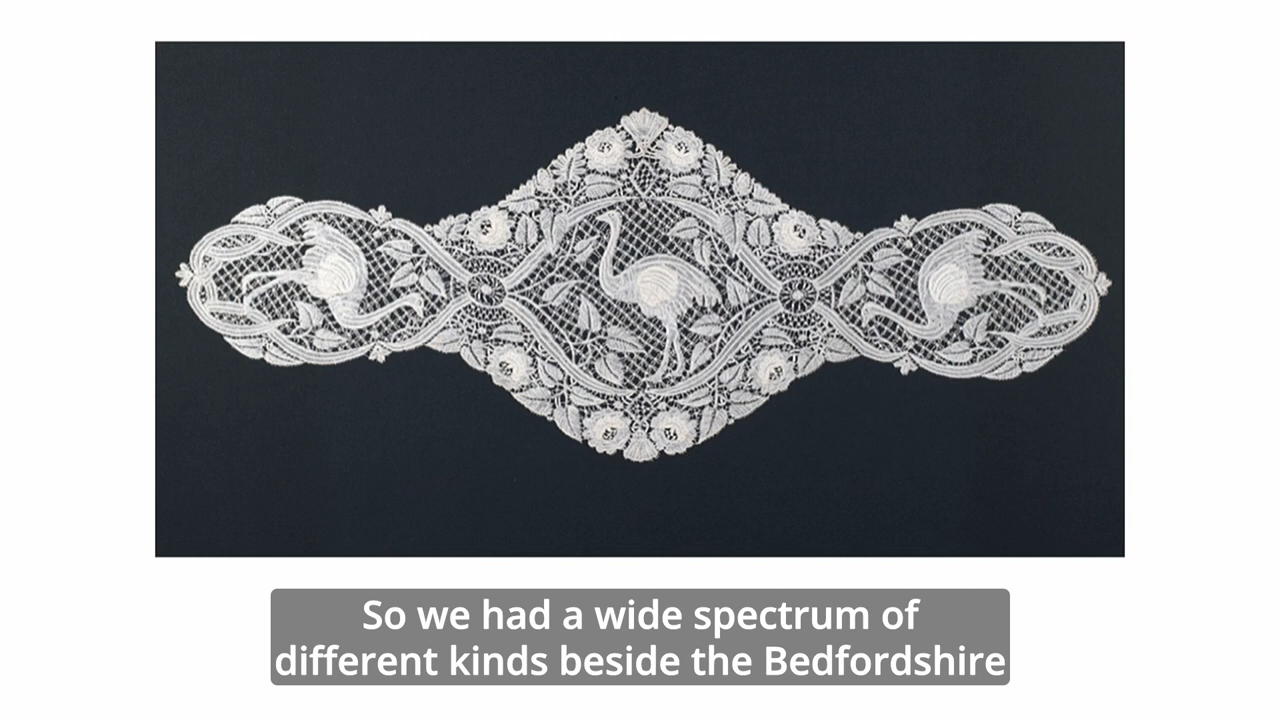 So we had a wide spectrum of
different kinds beside the Bedfordshire